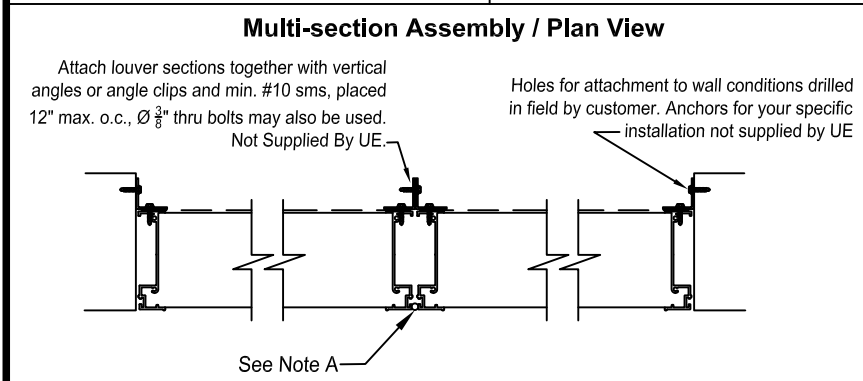 Multi-section Assembly / Plan View
Attach louver sections together with vertical
angles or angle clips and min. #10 sms, placed
12" max. o.c., Ø 3/8" thru bolts may also be used.
Not Supplied By UE.
Holes for attachment to wall conditions drilled
in field by customer. Anchors for your specific
installation not supplied by UE
See Note A